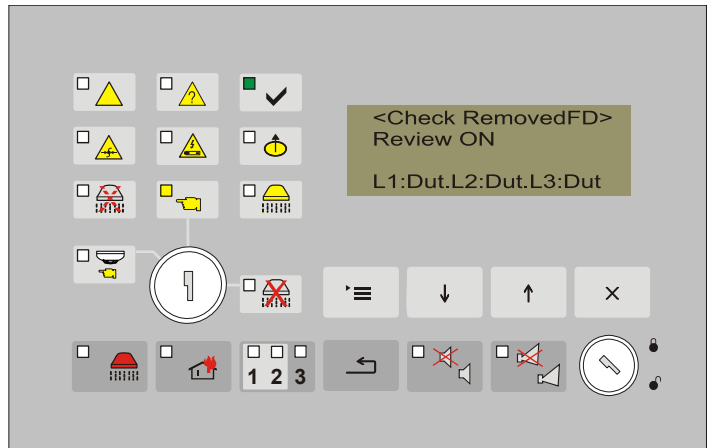 ?
<Check RemovedFD>
Review ON
L1:Dut.L2:Dut.L3:Dut
1 2 3